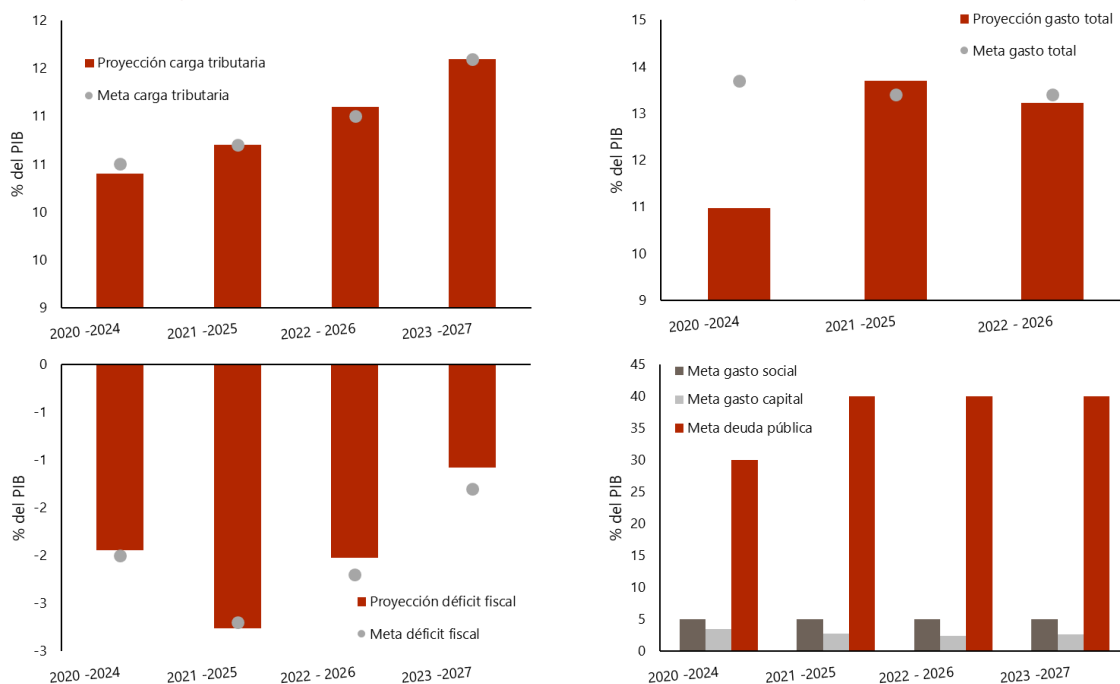 12
12
11
11
10
10
9
% del PIB
Proyección carga tributaria
Meta carga tributaria
2020 -2024
2021 -2025
2022 - 2026
2023 -2027
15
14
13
12
11
10
9
% del PIB
Proyección gasto total
Meta gasto total
2020 -2024
2021 -2025
2022 - 2026
0
-1
-1
-2
-2
-3
-3
% del PIB
Proyección déficit fiscal
Meta déficit fiscal
2020 -2024
2021 -2025
2022 - 2026
2023 -2027
45
40
35
30
25
20
15
10
5
0
% del PIB
Meta gasto social
Meta gasto capital
Meta deuda pública
2020 -2024
2021 -2025
2022 - 2026
2023 -2027